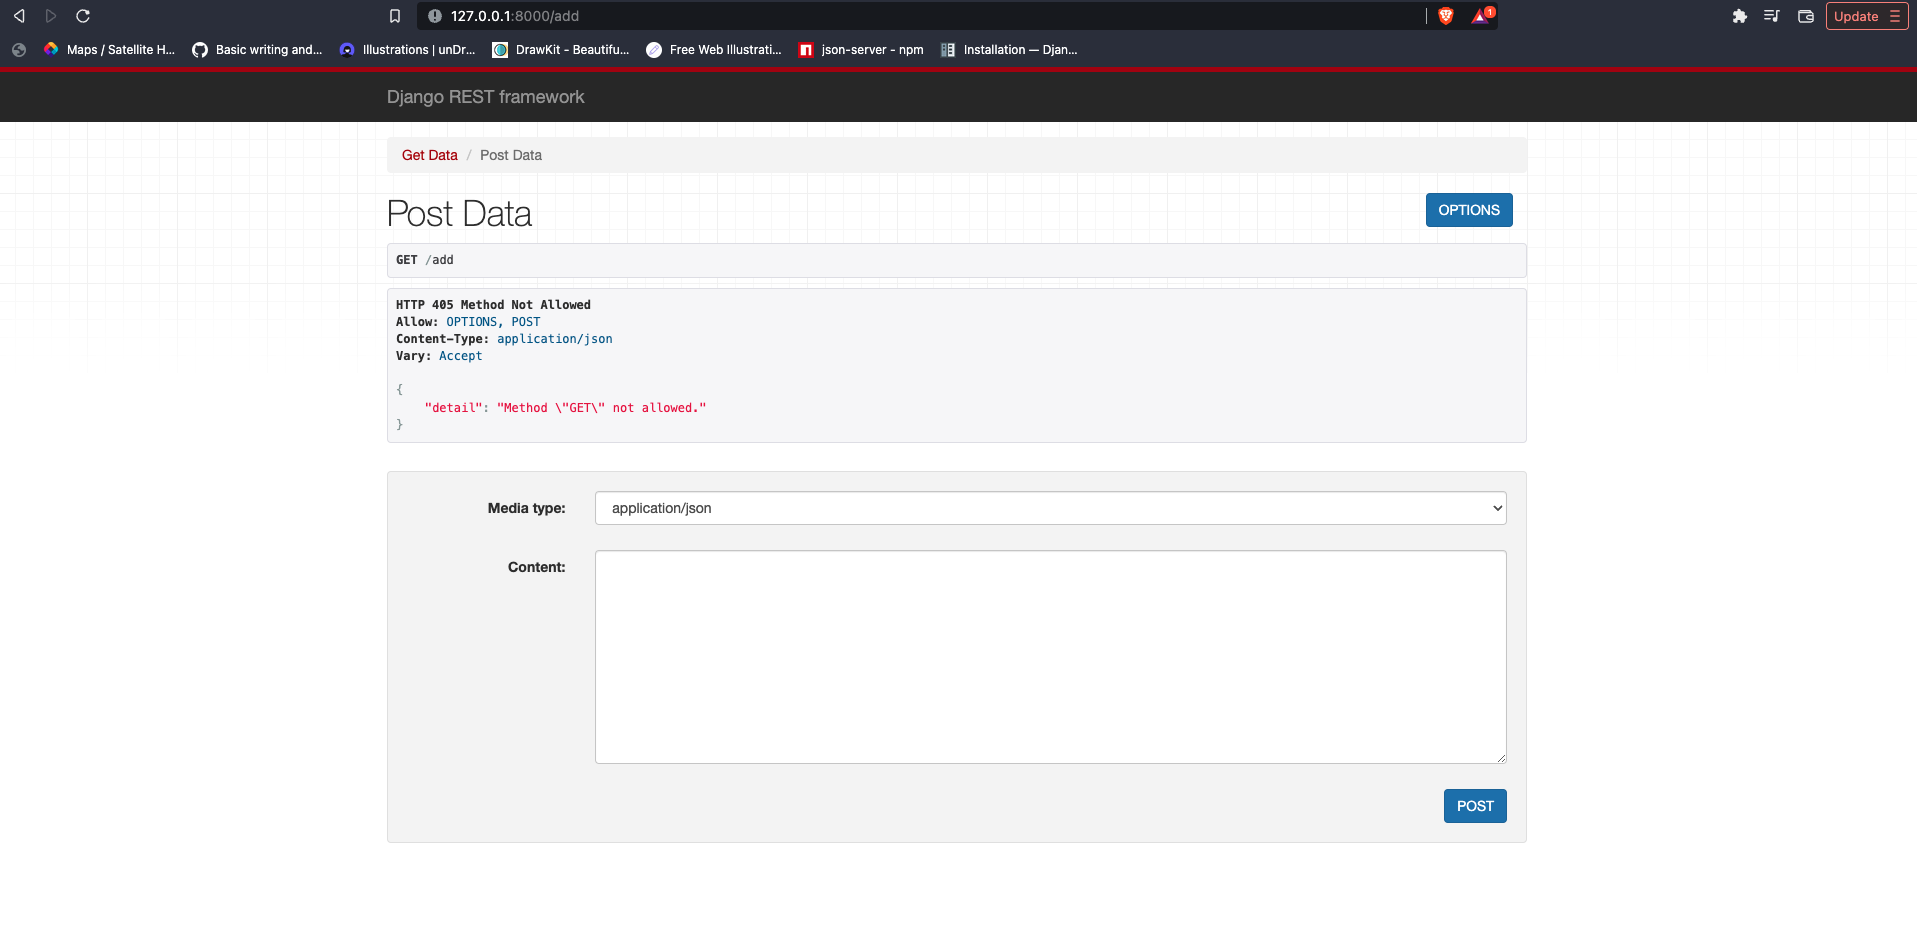 127.0.0.1:8000/add
1
Update
Maps / Satellite H...
Basic writing and...
Illustrations | unDr...
DrawKit - Beautifu...
Free Web Illustrati...
json-server - npm
Installation — Djan...
Django REST framework
Get Data / Post Data
Post Data
OPTIONS
GET /add
HTTP 405 Method Not Allowed
Allow: OPTIONS, POST
Content-Type: application/json
Vary: Accept
{
"detail": "Method \"GET\" not allowed."
}
Media type:
application/json
Content:
POST